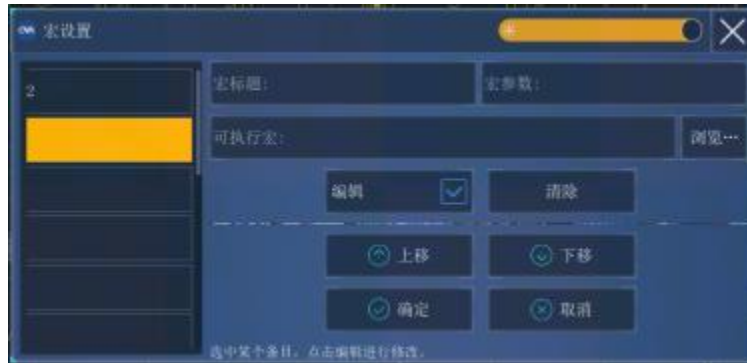 宏设置
2
宏标题:
宏参数:
可执行宏:
浏览…
编辑
清除
上移
下移
确定
取消
选中某个条目, 点击编辑进行修改。